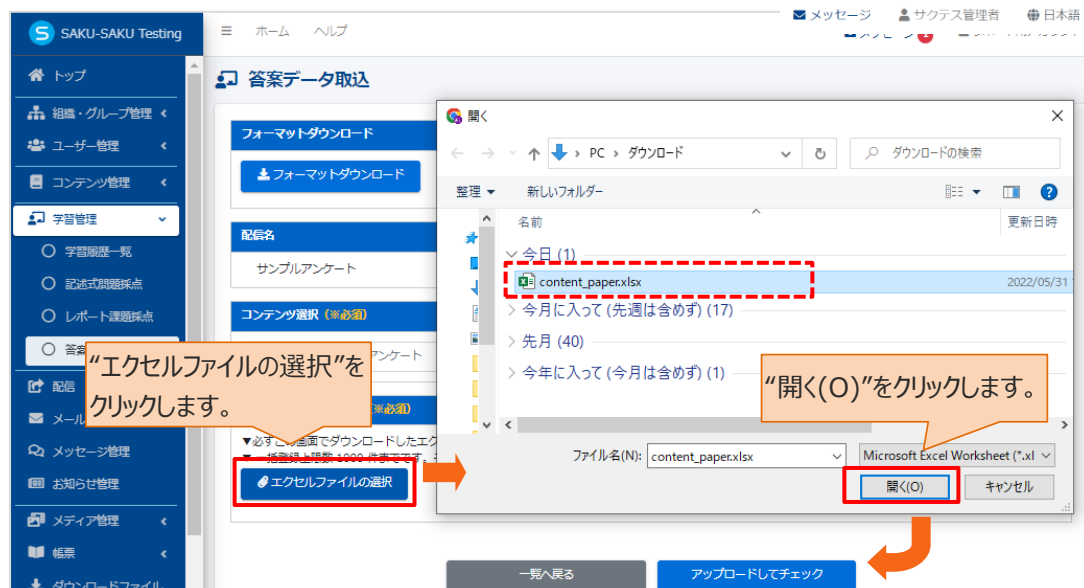 メッセージ サクテス管理者 日本語
SAKU-SAKU Testing
ホーム ヘルプ
トップ
組織・グループ管理
ユーザー管理
コンテンツ管理
学習管理
学習履歴一覧
記述式問題採点
レポート課題採点
配信
メッセージ管理
お知らせ管理
メディア管理
帳票
ダウンロードファイル
答案データ取込
フォーマットダウンロード
フォーマットダウンロード
配信名
サンプルアンケート
コンテンツ選択 (※必須)
アンケート
(※必須)
エクセルファイルの選択
“エクセルファイルの選択”を
クリックします。
開く
PC › ダウンロード
ダウンロードの検索
整理 新しいフォルダー
名前 更新日時
今日 (1)
content_paper.xlsx 2022/05/31
今月に入って (先週は含めず) (17)
先月 (40)
今年に入って (今月は含めず) (1)
“開く(O)”をクリックします。
ファイル名(N): content_paper.xlsx Microsoft Excel Worksheet (*.xl
開く(O) キャンセル
一覧へ戻る アップロードしてチェック